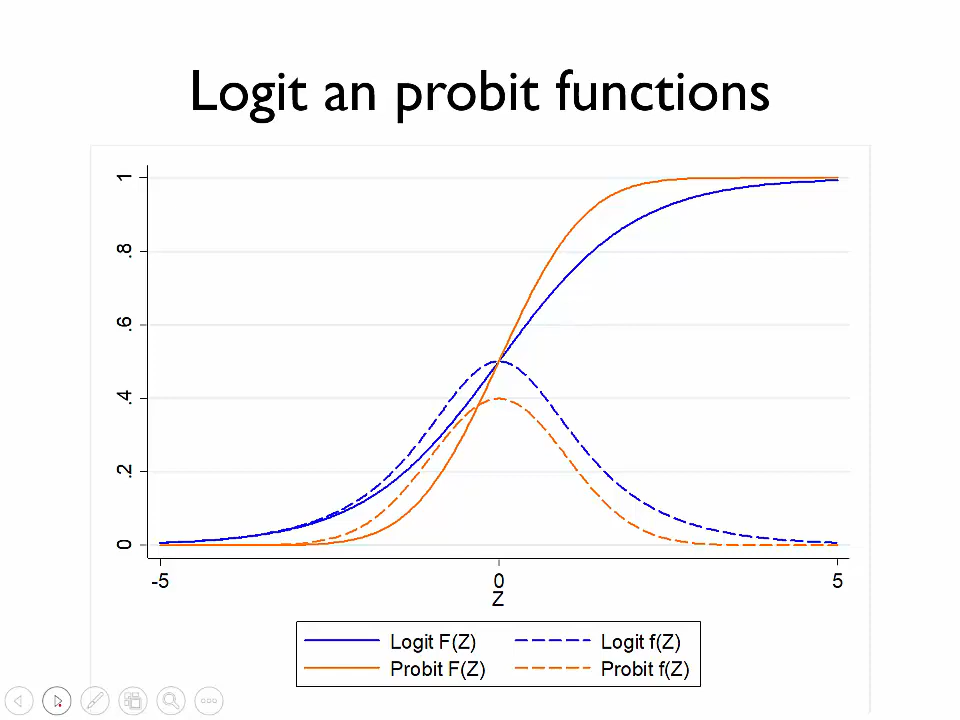 Logit an probit functions
1
.8
.6
.4
.2
0
-5 0 5
Z
Logit F(Z) Logit f(Z)
Probit F(Z) Probit f(Z)